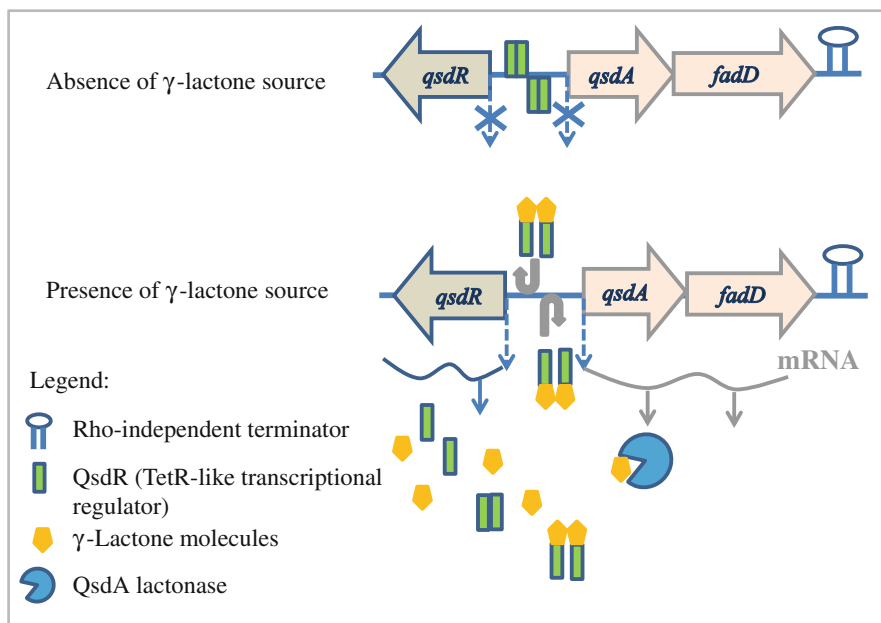 Absence of γ-lactone source
qsdR
qsdA
fadD
Presence of γ-lactone source
qsdR
qsdA
fadD
mRNA
Legend:
Rho-independent terminator
QsdR (TetR-like transcriptional
regulator)
γ-Lactone molecules
QsdA lactonase